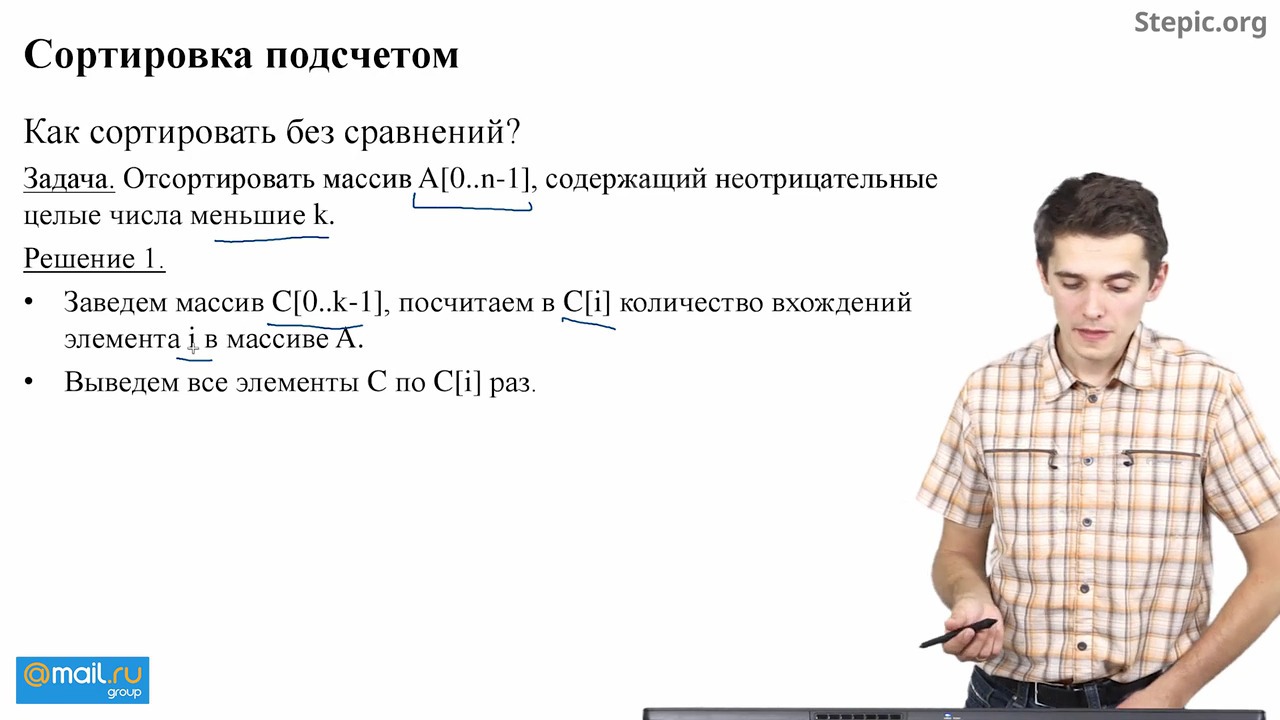 Stepic.org
Сортировка подсчетом
Как сортировать без сравнений?
Задача. Отсортировать массив A[0..n-1], содержащий неотрицательные
целые числа меньшие k.
Решение 1.
• Заведем массив C[0..k-1], посчитаем в C[i] количество вхождений
элемента i в массиве A.
• Выведем все элементы C по C[i] раз.
@mail.ru
group